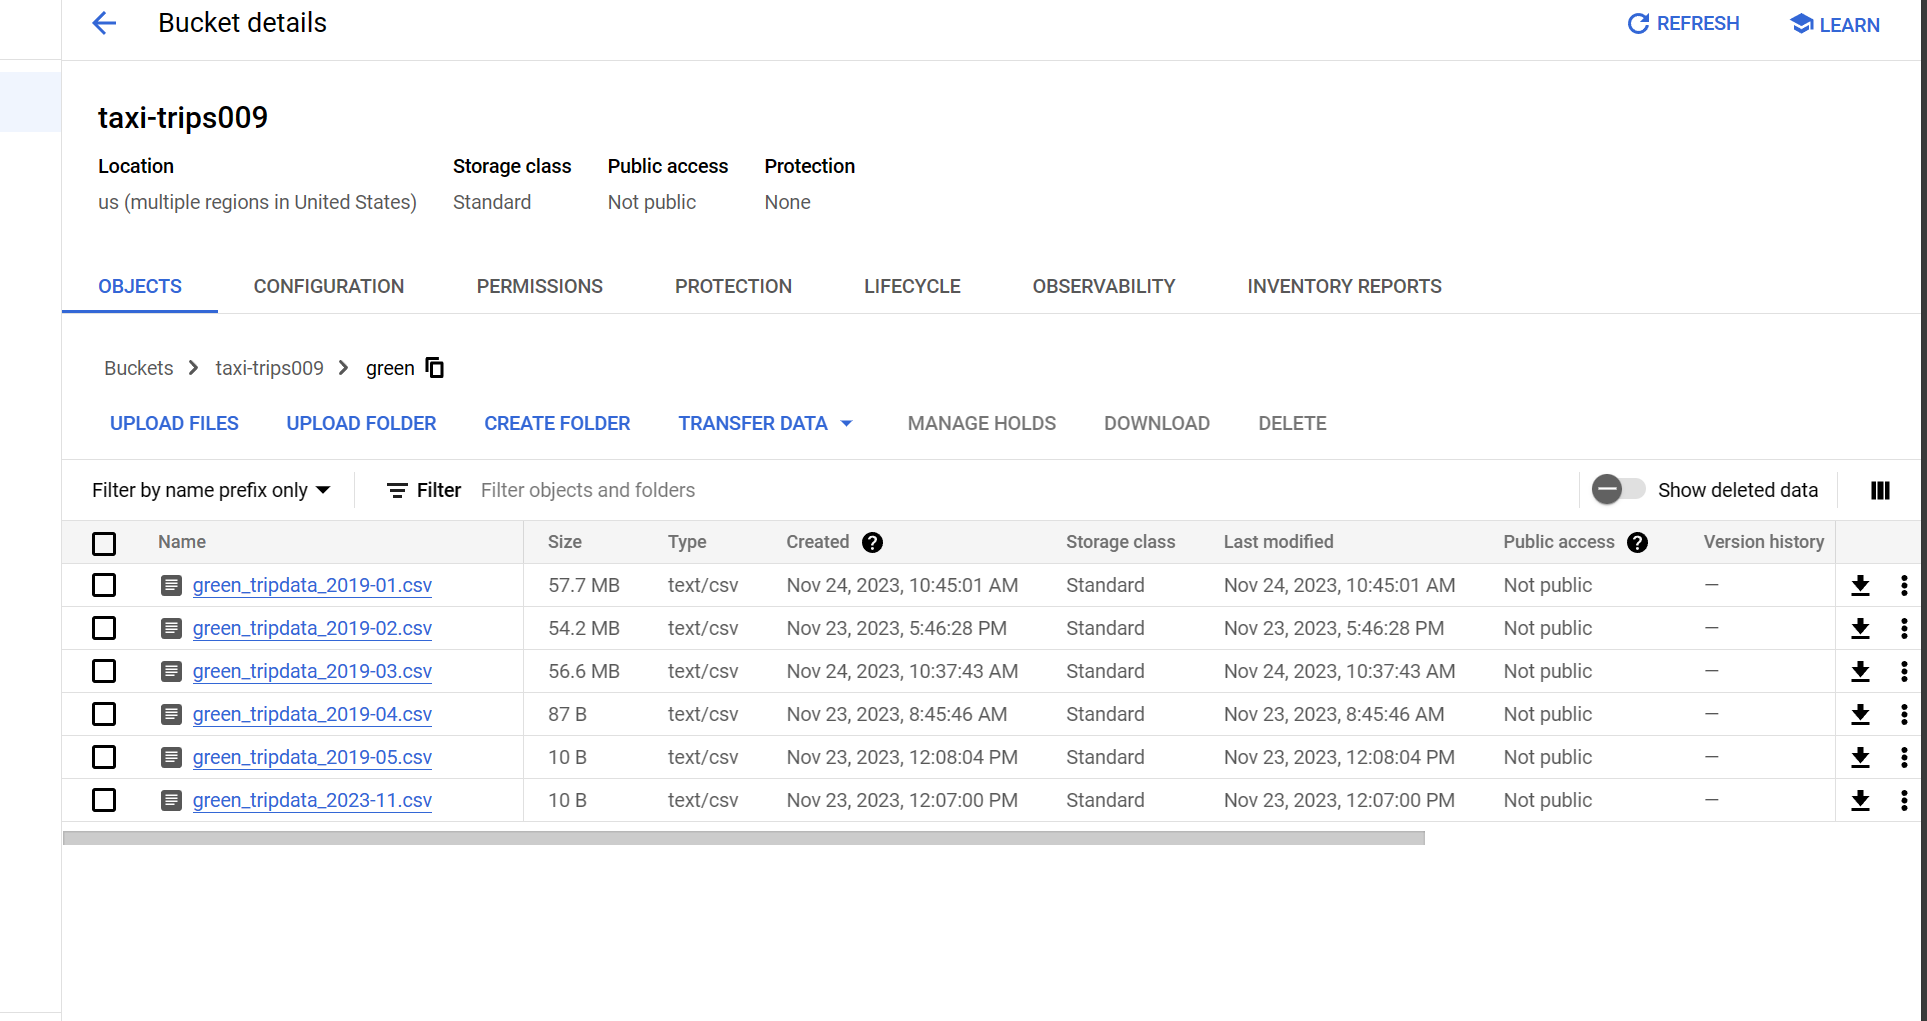 Bucket details REFRESH LEARN
taxi-trips009
Location Storage class Public access Protection
us (multiple regions in United States) Standard Not public None
OBJECTS CONFIGURATION PERMISSIONS PROTECTION LIFECYCLE OBSERVABILITY INVENTORY REPORTS
Buckets taxi-trips009 green
UPLOAD FILES UPLOAD FOLDER CREATE FOLDER TRANSFER DATA MANAGE HOLDS DOWNLOAD DELETE
Filter by name prefix only Filter Filter objects and folders Show deleted data
Name Size Type Created Storage class Last modified Public access Version history
green_tripdata_2019-01.csv 57.7 MB text/csv Nov 24, 2023, 10:45:01 AM Standard Nov 24, 2023, 10:45:01 AM Not public —
green_tripdata_2019-02.csv 54.2 MB text/csv Nov 23, 2023, 5:46:28 PM Standard Nov 23, 2023, 5:46:28 PM Not public —
green_tripdata_2019-03.csv 56.6 MB text/csv Nov 24, 2023, 10:37:43 AM Standard Nov 24, 2023, 10:37:43 AM Not public —
green_tripdata_2019-04.csv 87 B text/csv Nov 23, 2023, 8:45:46 AM Standard Nov 23, 2023, 8:45:46 AM Not public —
green_tripdata_2019-05.csv 10 B text/csv Nov 23, 2023, 12:08:04 PM Standard Nov 23, 2023, 12:08:04 PM Not public —
green_tripdata_2023-11.csv 10 B text/csv Nov 23, 2023, 12:07:00 PM Standard Nov 23, 2023, 12:07:00 PM Not public —